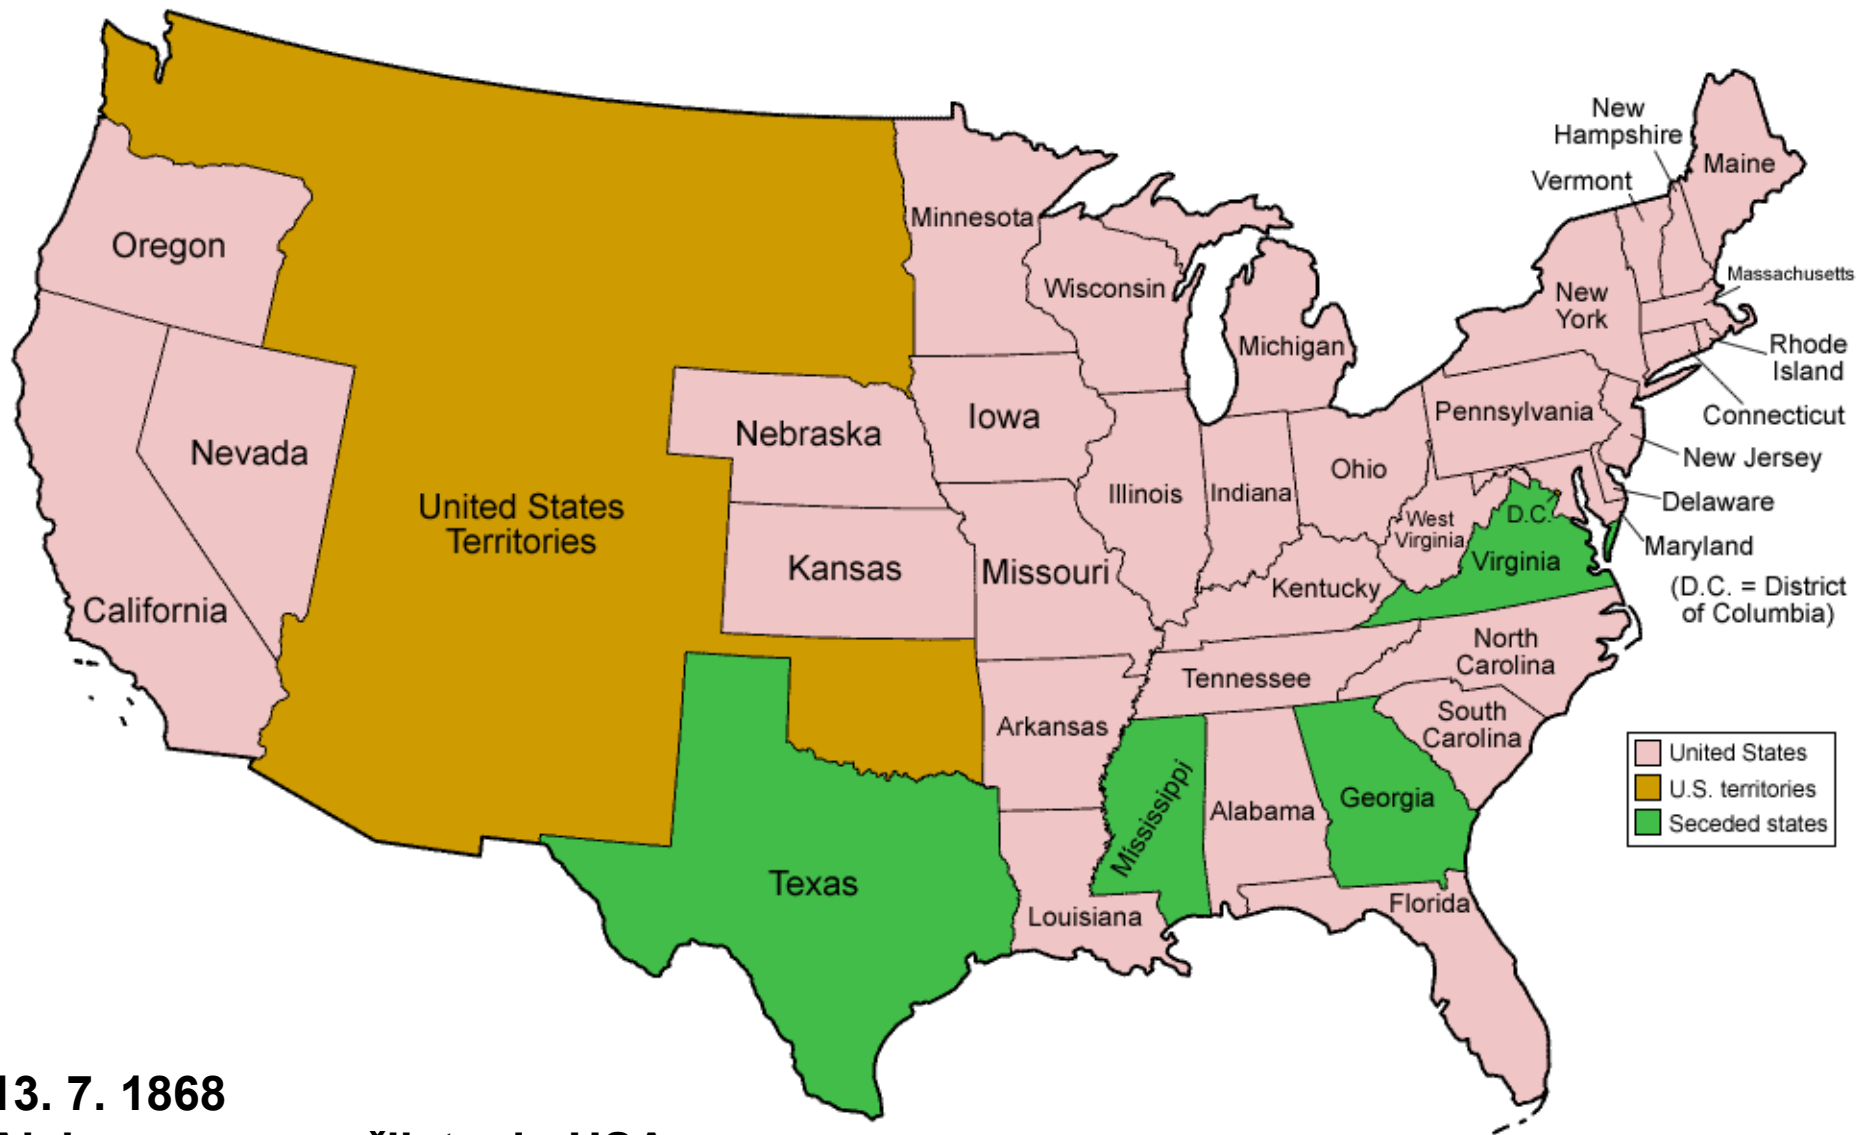 New
Hampshire
Maine
Vermont
Minnesota
Oregon
Massachusetts
Wisconsin
New
York
Michigan
Rhode
Island
Pennsylvania
Connecticut
Iowa
Nebraska
Nevada
New Jersey
Ohio
Illinois
Indiana
Delaware
United States
Territories
West
Virginia
D.C.
Maryland
Virginia
Kansas
Missouri
Kentucky
(D.C. = District
of Columbia)
California
North
Carolina
Tennessee
South
Carolina
Arkansas
United States
U.S. territories
Seceded states
Mississippi
Alabama
Georgia
Texas
Louisiana
Florida
13. 7. 1868
USA